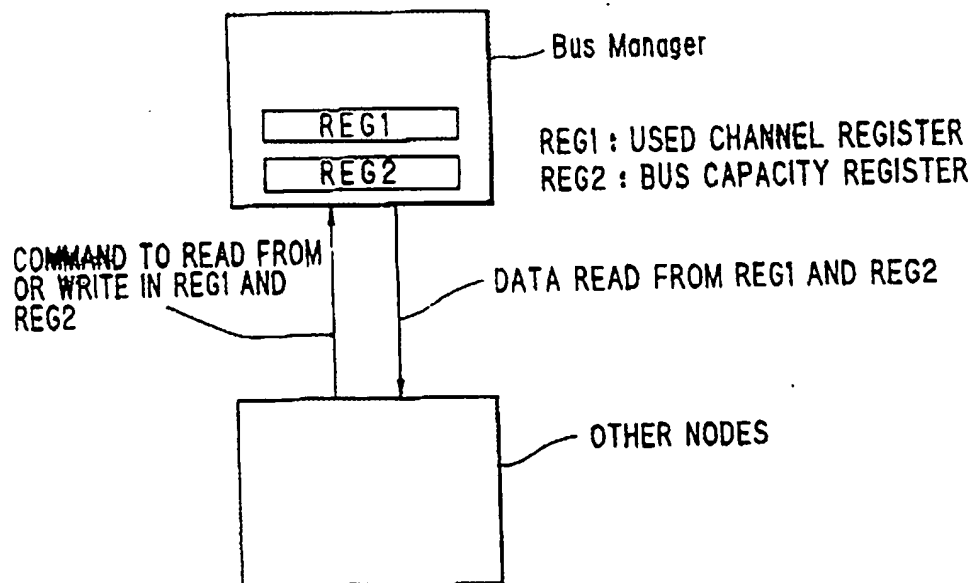 Bus Manager
REG1
REG2
REG1 : USED CHANNEL REGISTER
REG2 : BUS CAPACITY REGISTER
COMMAND TO READ FROM
OR WRITE IN REG1 AND
REG2
DATA READ FROM REG1 AND REG2
OTHER NODES